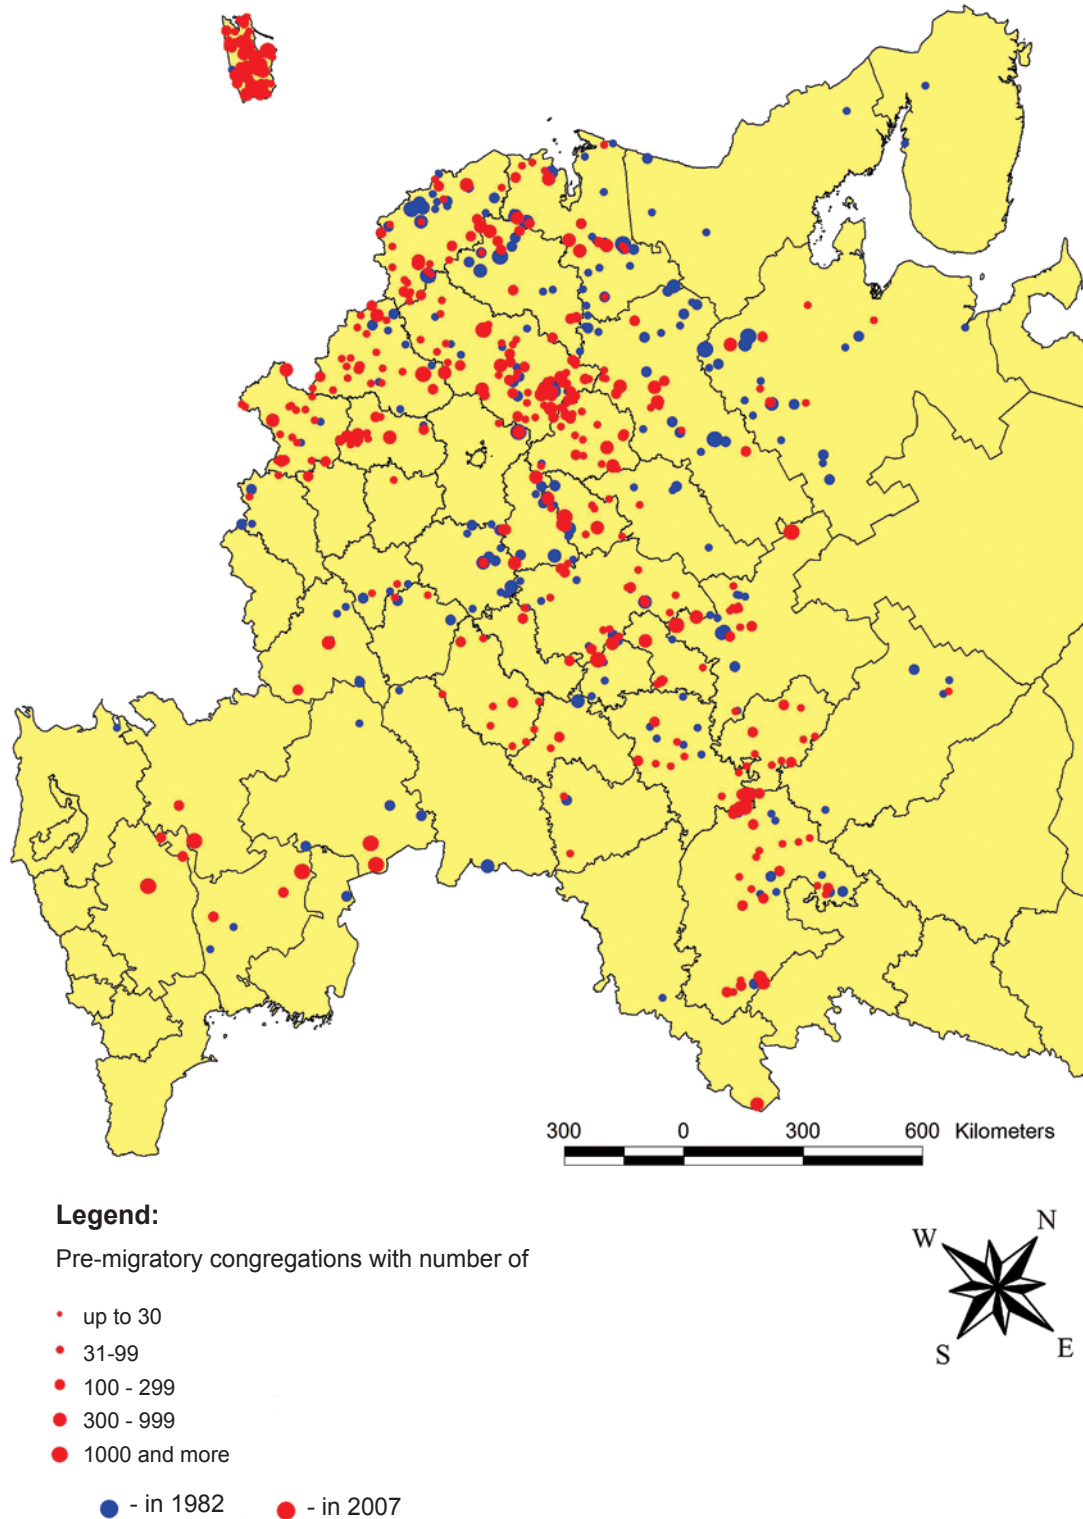 300 0 300 600 Kilometers
Legend:
Pre-migratory congregations with number of
up to 30
31-99
100 - 299
300 - 999
1000 and more
- in 1982 - in 2007
N
W
S
E